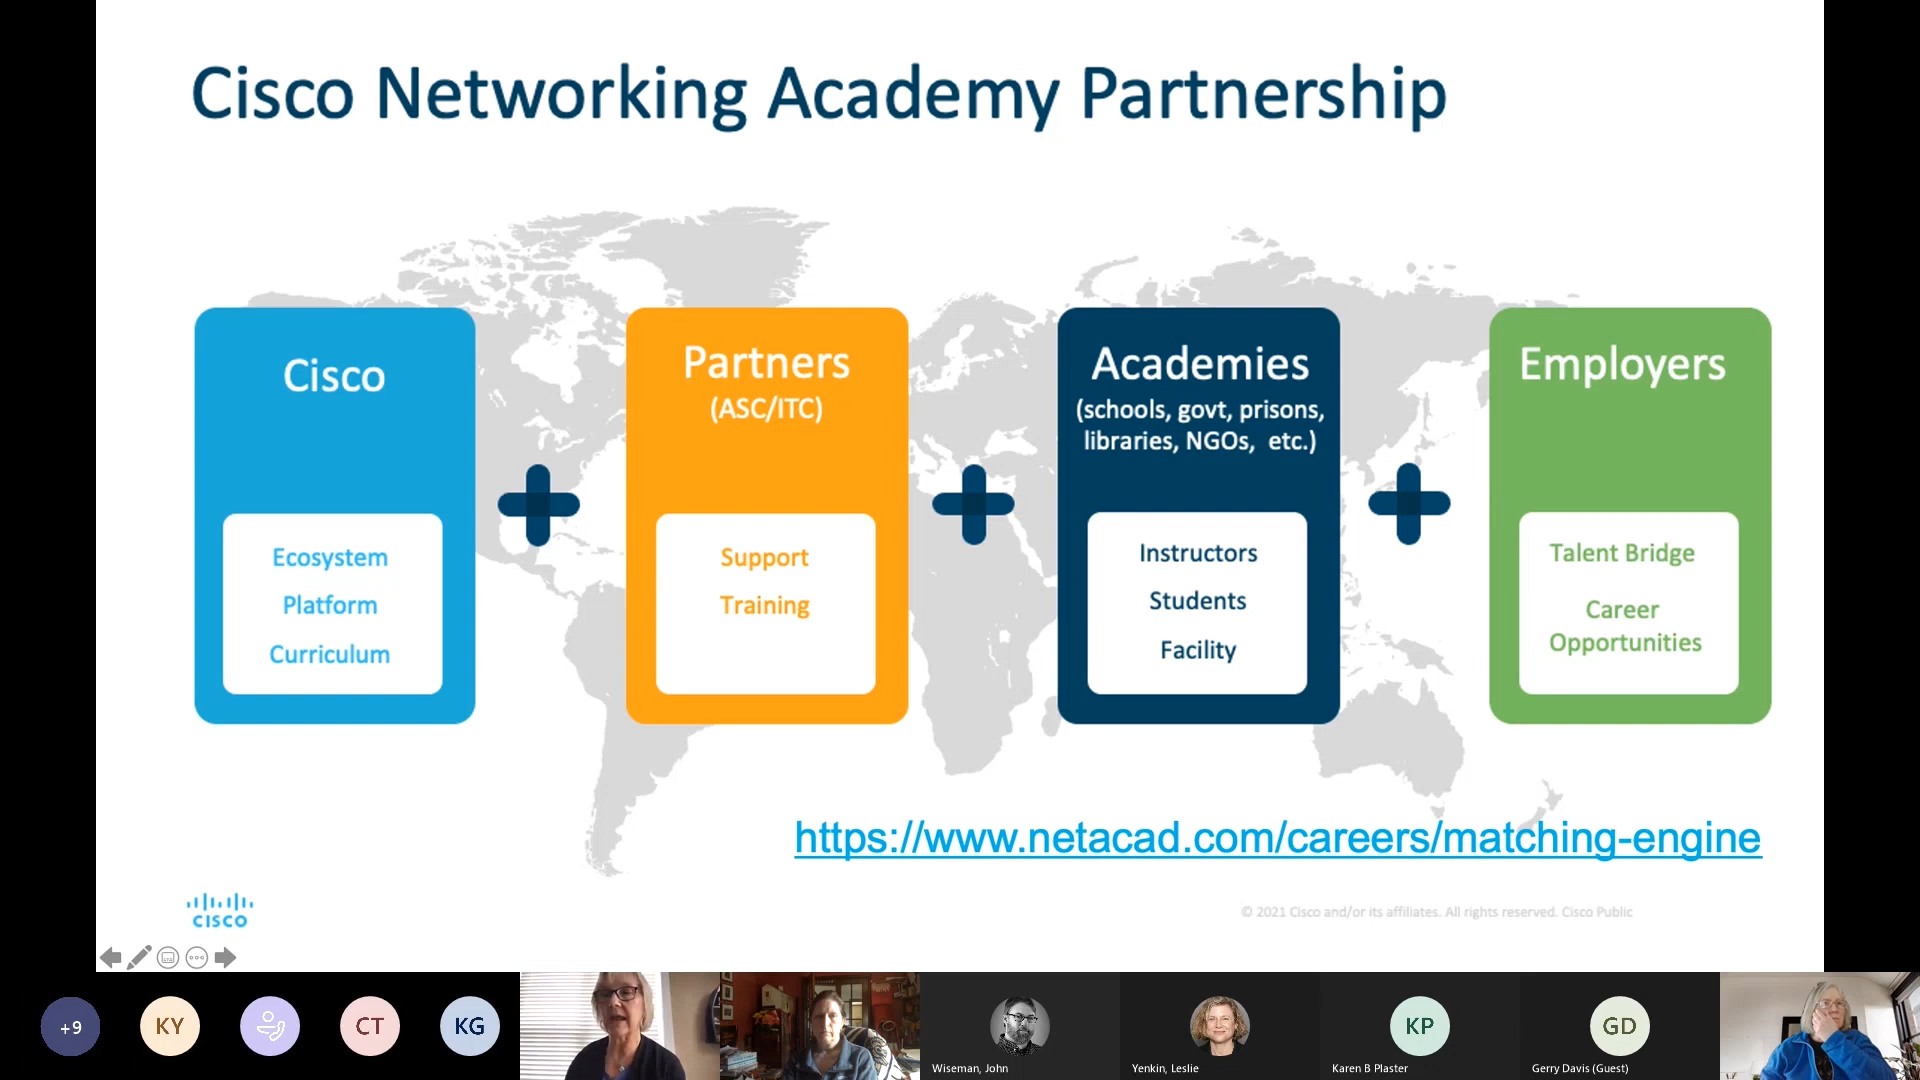 Cisco Networking Academy Partnership
Cisco
Ecosystem
Platform
Curriculum
Partners
(ASC/ITC)
Support
Training
Academies
(schools, govt, prisons,
libraries, NGOs, etc.)
Instructors
Students
Facility
Employers
Talent Bridge
Career
Opportunities
https://www.netacad.com/careers/matching-engine
CISCO
© 2021 Cisco and/or its affiliates. All rights reserved. Cisco Public
+9
KY
CT
KG
Wiseman, John
Yenkin, Leslie
KP
Karen B Plaster
GD
Gerry Davis (Guest)